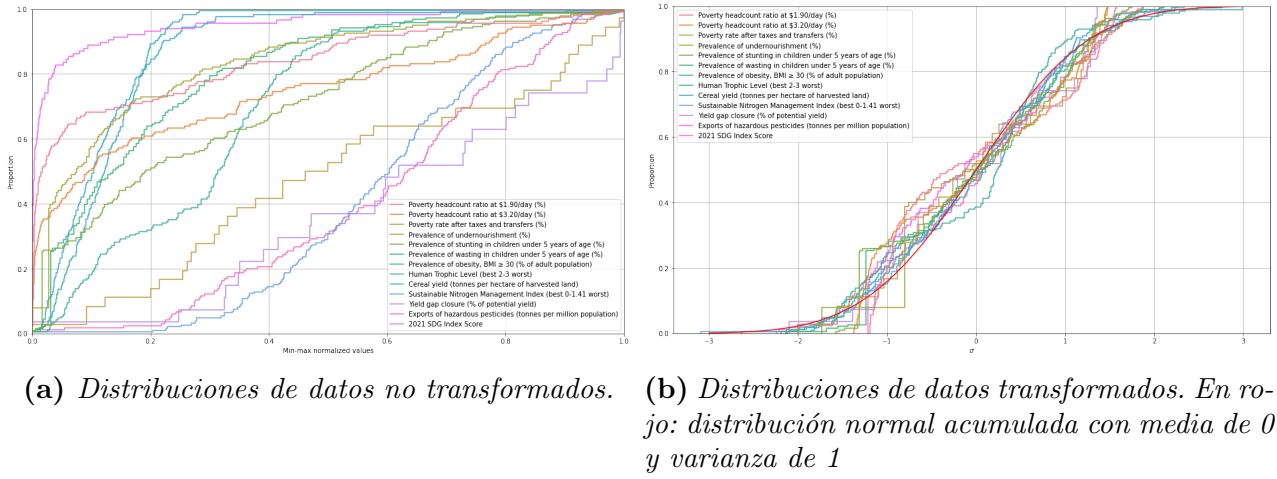 1.0
0.8
0.6
0.4
0.2
0.0
Proportion
0.0 0.2 0.4 0.6 0.8 1.0
Min-max normalized values
Poverty headcount ratio at $1.90/day (%)
Poverty headcount ratio at $3.20/day (%)
Poverty rate after taxes and transfers (%)
Prevalence of undernourishment (%)
Prevalence of stunting in children under 5 years of age (%)
Prevalence of wasting in children under 5 years of age (%)
Prevalence of obesity, BMI ≥ 30 (% of adult population)
Human Trophic Level (best 2-3 worst)
Cereal yield (tonnes per hectare of harvested land)
Sustainable Nitrogen Management Index (best 0-1.41 worst)
Yield gap closure (% of potential yield)
Exports of hazardous pesticides (tonnes per million population)
2021 SDG Index Score
(a) Distribuciones de datos no transformados.
1.0
0.8
0.6
0.4
0.2
0.0
Proportion
−3 −2 −1 0 1 2 3
σ
Poverty headcount ratio at $1.90/day (%)
Poverty headcount ratio at $3.20/day (%)
Poverty rate after taxes and transfers (%)
Prevalence of undernourishment (%)
Prevalence of stunting in children under 5 years of age (%)
Prevalence of wasting in children under 5 years of age (%)
Prevalence of obesity, BMI ≥ 30 (% of adult population)
Human Trophic Level (best 2-3 worst)
Cereal yield (tonnes per hectare of harvested land)
Sustainable Nitrogen Management Index (best 0-1.41 worst)
Yield gap closure (% of potential yield)
Exports of hazardous pesticides (tonnes per million population)
2021 SDG Index Score
(b) Distribuciones de datos transformados. En ro-
jo: distribución normal acumulada con media de 0
y varianza de 1